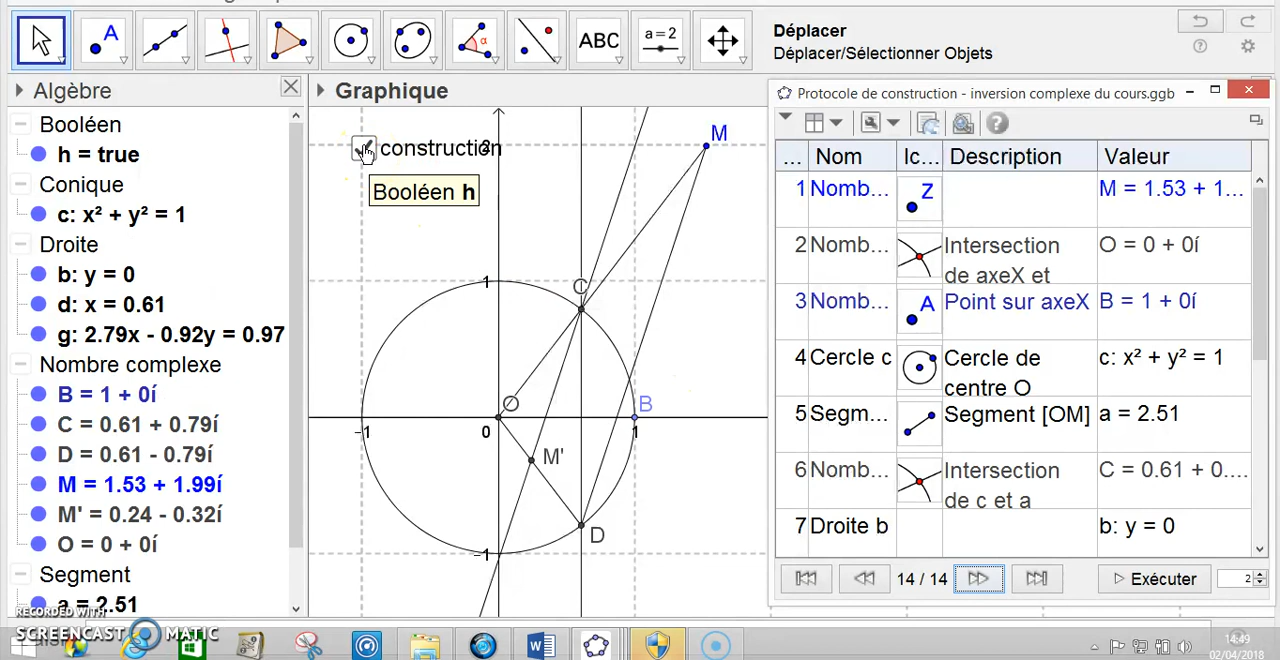 ABC
a = 2
Déplacer
Déplacer/Sélectionner Objets
Algèbre
Booléen
h = true
Conique
c: x² + y² = 1
Droite
b: y = 0
d: x = 0.61
g: 2.79x - 0.92y = 0.97
Nombre complexe
B = 1 + 0í
C = 0.61 + 0.79í
D = 0.61 - 0.79í
M = 1.53 + 1.99í
M' = 0.24 - 0.32í
O = 0 + 0í
Segment
a = 2.51
Graphique
construction
2
Booléen h
M
1
C
O
B
-1
0
1
M'
D
-1
Protocole de construction - inversion complexe du cours.ggb
... Nom Ic... Description Valeur
1 Nomb... M = 1.53 + 1...
2 Nomb... Intersection de axeX et O = 0 + 0í
3 Nomb... Point sur axeX B = 1 + 0í
4 Cercle c Cercle de centre O c: x² + y² = 1
5 Segm... Segment [OM] a = 2.51
6 Nomb... Intersection de c et a C = 0.61 + 0....
7 Droite b b: y = 0
14 / 14
Exécuter
2
RECORDED WITH
SCREENCAST MATIC
14:49
02/04/2018